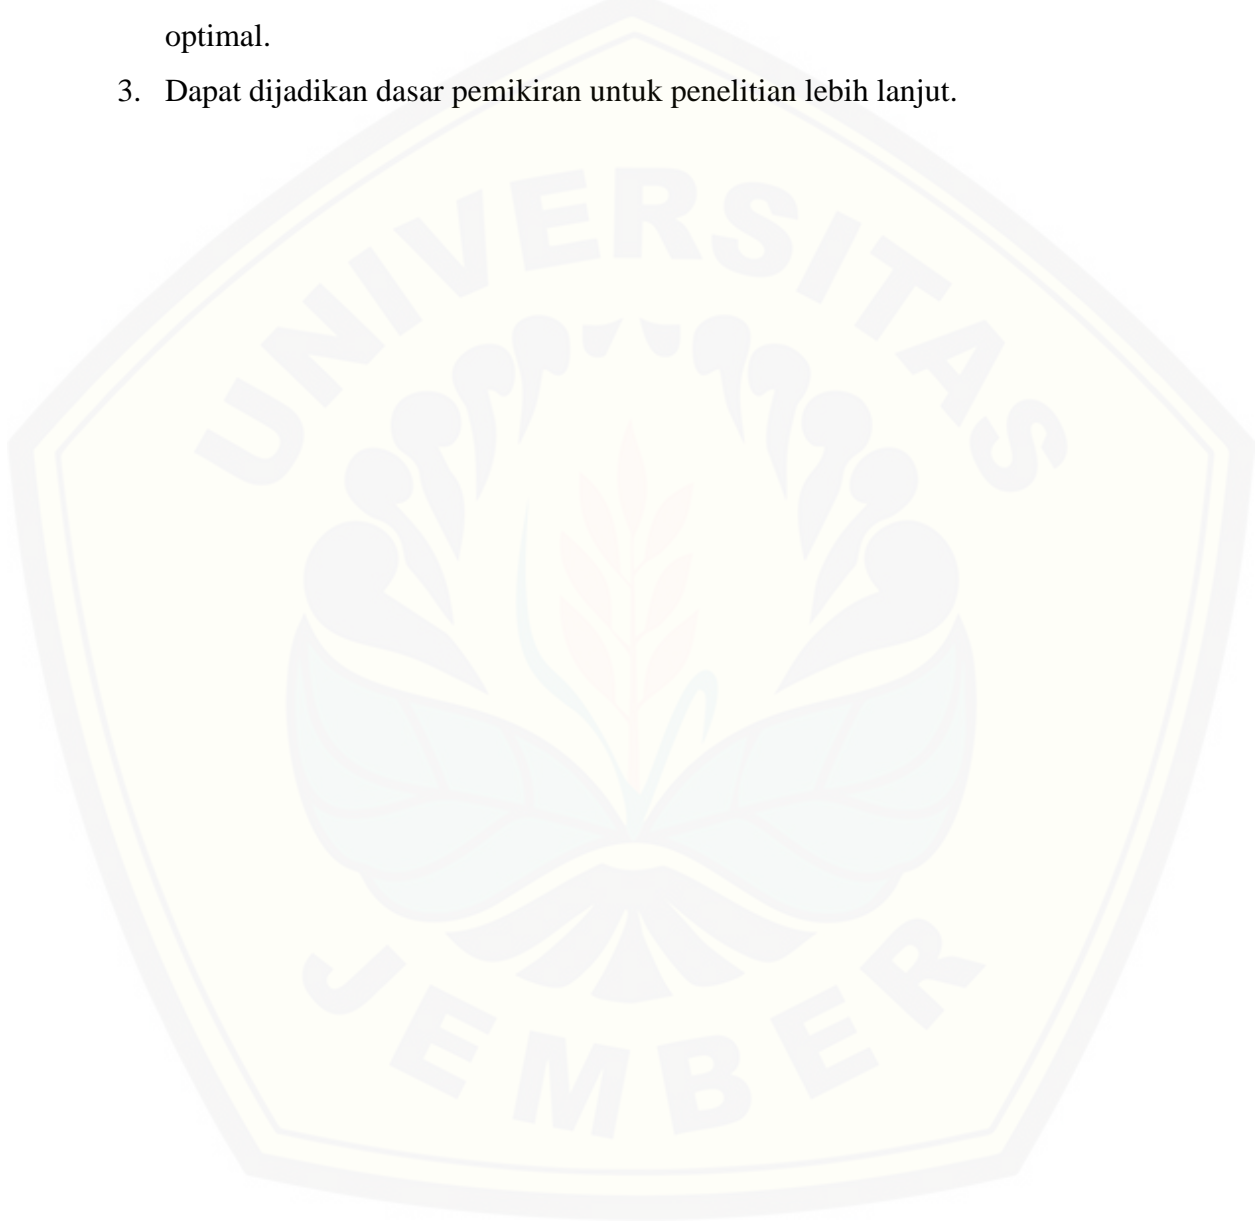 optimal.
3. Dapat dijadikan dasar pemikiran untuk penelitian lebih lanjut.
UNIVERSITAS
JEMBER